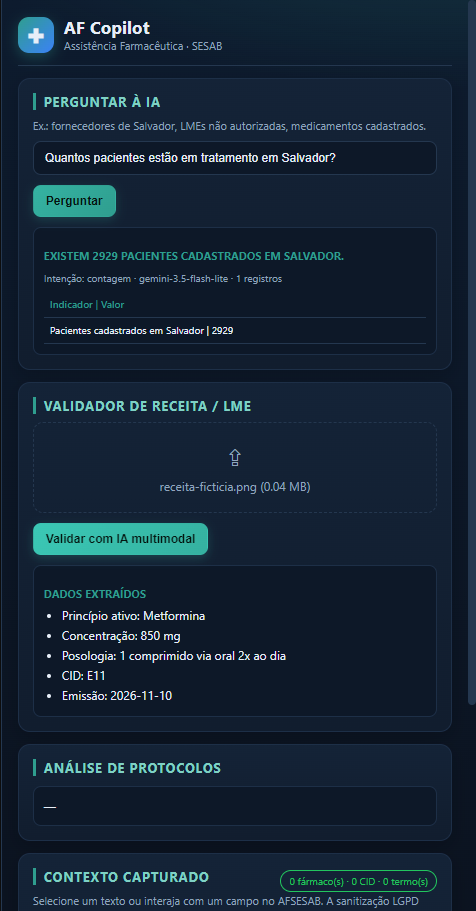 AF Copilot
Assistência Farmacêutica · SESAB
PERGUNTAR À IA
Ex.: fornecedores de Salvador, LMEs não autorizadas, medicamentos cadastrados.
Quantos pacientes estão em tratamento em Salvador?
Perguntar
EXISTEM 2929 PACIENTES CADASTRADOS EM SALVADOR.
Intenção: contagem · gemini-3.5-flash-lite · 1 registros
Indicador | Valor
Pacientes cadastrados em Salvador | 2929
VALIDADOR DE RECEITA / LME
receita-ficticia.png (0.04 MB)
Validar com IA multimodal
DADOS EXTRAÍDOS
• Princípio ativo: Metformina
• Concentração: 850 mg
• Posologia: 1 comprimido via oral 2x ao dia
• CID: E11
• Emissão: 2026-11-10
ANÁLISE DE PROTOCOLOS
—
CONTEXTO CAPTURADO
0 fármaco(s) · 0 CID · 0 termo(s)
Selecione um texto ou interaja com um campo no AFSESAB. A sanitização LGPD